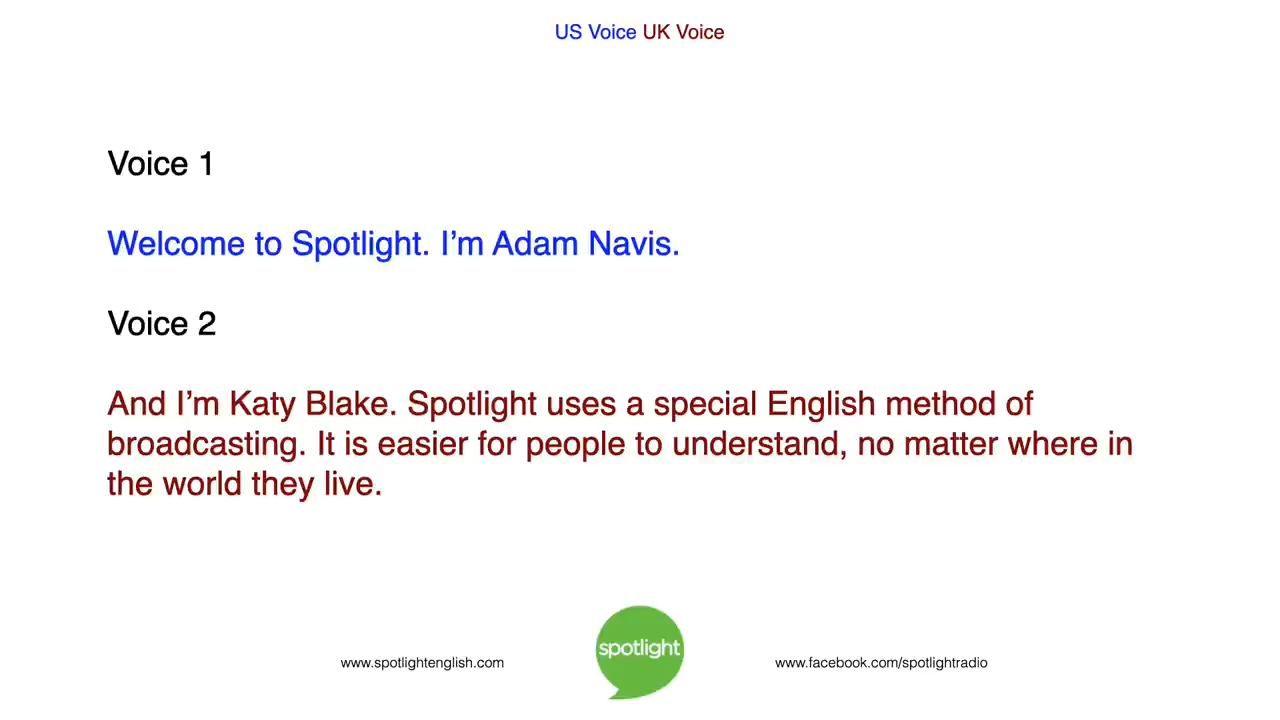 US Voice UK Voice
Voice 1
Welcome to Spotlight. I’m Adam Navis.
Voice 2
And I’m Katy Blake. Spotlight uses a special English method of
broadcasting. It is easier for people to understand, no matter where in
the world they live.
www.spotlightenglish.com
spotlight
www.facebook.com/spotlightradio